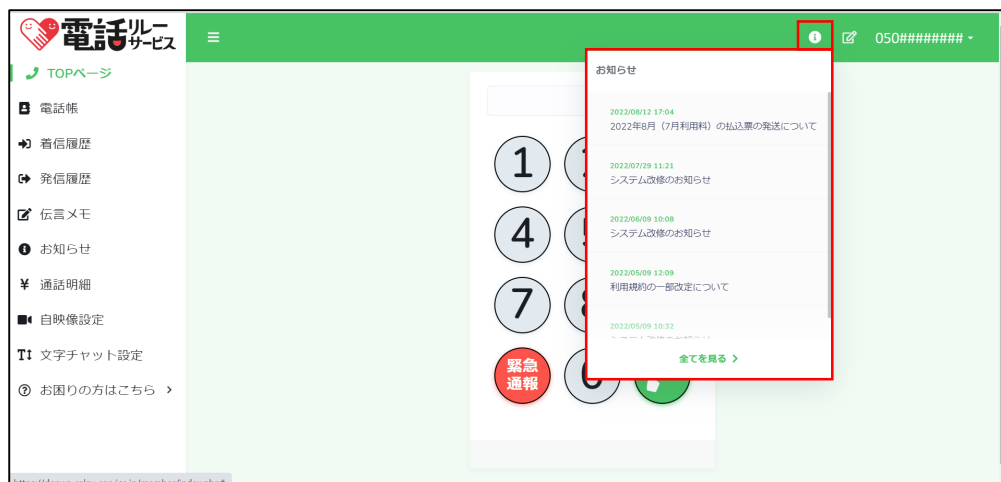 電話リレーサービス
050######## 
TOPページ
電話帳
着信履歴
発信履歴
伝言メモ
お知らせ
¥ 通話明細
自映像設定
文字チャット設定
お困りの方はこちら
お知らせ
2022/08/12 17:04
2022年8月（7月利用料）の払込票の発送について
2022/07/29 11:21
システム改修のお知らせ
2022/06/09 10:08
システム改修のお知らせ
2022/05/09 12:09
利用規約の一部改定について
2022/05/09 10:32
全てを見る
1
4
7
緊急
通報